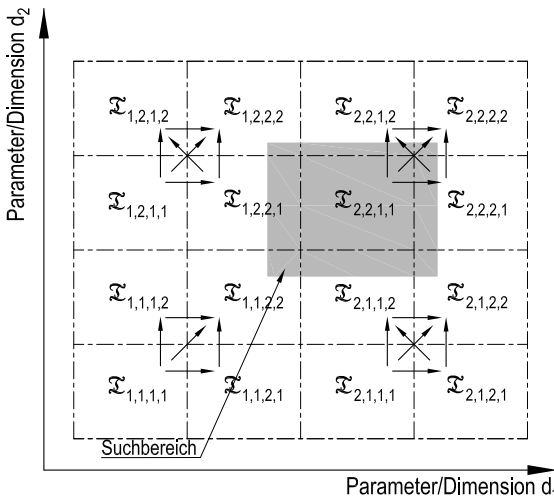 Parameter/Dimension d₂
𝔗₁,₂,₁,₂ 𝔗₁,₂,₂,₂ 𝔗₂,₂,₁,₂ 𝔗₂,₂,₂,₂
𝔗₁,₂,₁,₁ 𝔗₁,₂,₂,₁ 𝔗₂,₂,₁,₁ 𝔗₂,₂,₂,₁
𝔗₁,₁,₁,₂ 𝔗₁,₁,₂,₂ 𝔗₂,₁,₁,₂ 𝔗₂,₁,₂,₂
𝔗₁,₁,₁,₁ 𝔗₁,₁,₂,₁ 𝔗₂,₁,₁,₁ 𝔗₂,₁,₂,₁
Suchbereich
Parameter/Dimension d